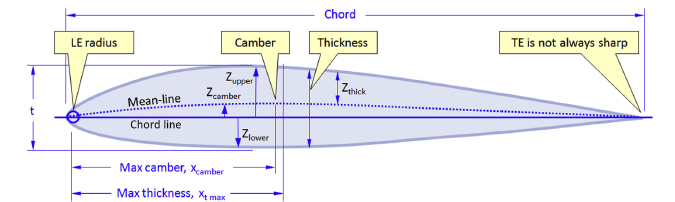 Chord
LE radius
Camber
Thickness
TE is not always sharp
Zupper
Zcamber
Zthick
Mean-line
t
Chord line
Zlower
Max camber, xcamber
Max thickness, xt max